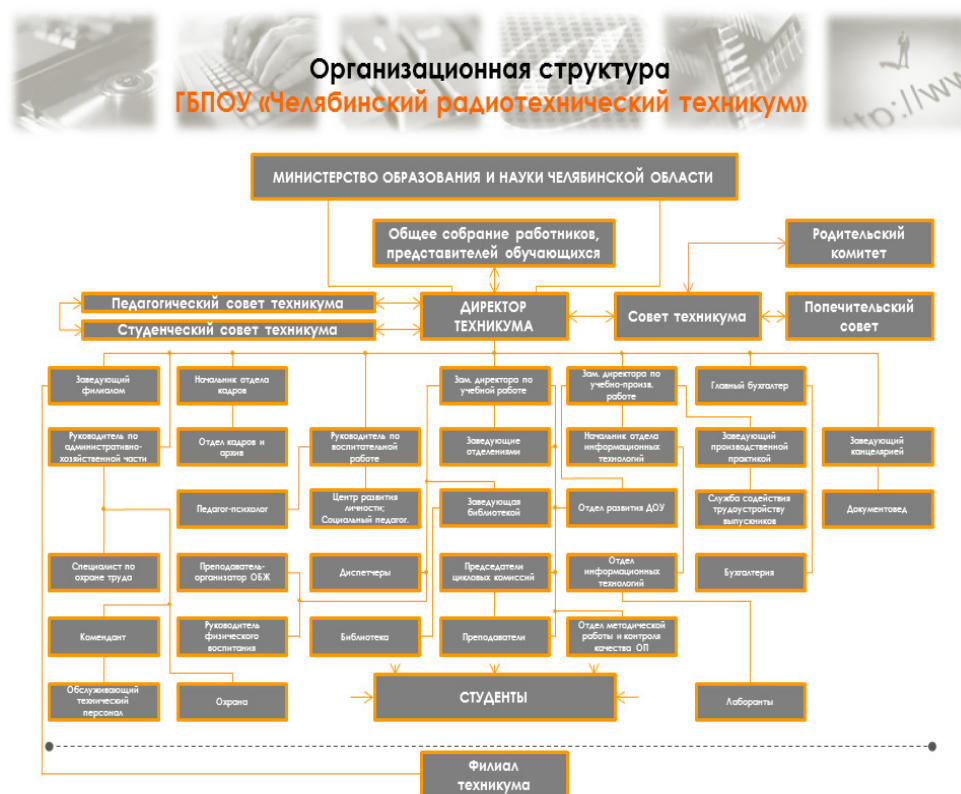 Организационная структура
ГБПОУ «Челябинский радиотехнический техникум»
http://www
МИНИСТЕРСТВО ОБРАЗОВАНИЯ И НАУКИ ЧЕЛЯБИНСКОЙ ОБЛАСТИ
Общее собрание работников,
представителей обучающихся
Родительский
комитет
Педагогический совет техникума
Студенческий совет техникума
ДИРЕКТОР
ТЕХНИКУМА
Совет техникума
Попечительский
совет
Заведующий
филиалом
Начальник отдела
кадров
Зам. директора по
учебной работе
Зам. директора по
учебно-произв.
работе
Главный бухгалтер
Руководитель по
административно-
хозяйственной части
Отдел кадров и
архив
Руководитель по
воспитательной
работе
Заведующие
отделениями
Начальник отдела
информационных
технологий
Заведующий
производственной
практикой
Заведующий
канцелярией
Педагог-психолог
Центр развития
личности;
Социальный педагог.
Заведующая
библиотекой
Отдел развития ДОУ
Служба содействия
трудоустройству
выпускников
Документовед
Специалист по
охране труда
Преподаватель-
организатор ОБЖ
Диспетчеры
Председатели
цикловых комиссий
Отдел
информационных
технологий
Бухгалтерия
Комендант
Руководитель
физического
воспитания
Библиотека
Преподаватели
Отдел методической
работы и контроля
качества ОП
Обслуживающий
технический
персонал
Охрана
СТУДЕНТЫ
Лаборанты
Филиал
техникума